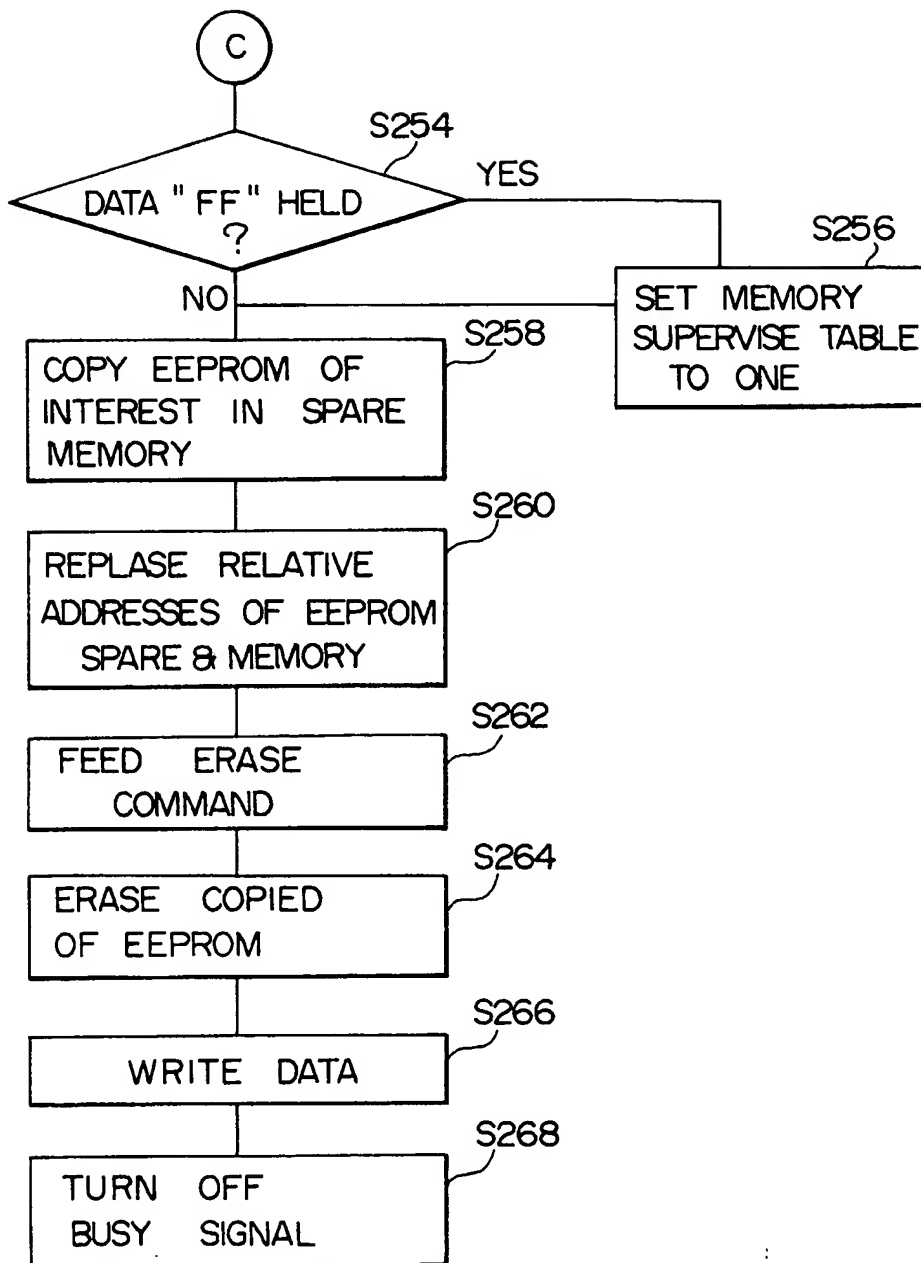 C
S254
DATA "FF" HELD
?
YES
NO
S256
SET MEMORY
SUPERVISE TABLE
TO ONE
S258
COPY EEPROM OF
INTEREST IN SPARE
MEMORY
S260
REPLASE RELATIVE
ADDRESSES OF EEPROM
SPARE & MEMORY
S262
FEED ERASE
COMMAND
S264
ERASE COPIED
OF EEPROM
S266
WRITE DATA
S268
TURN OFF
BUSY SIGNAL